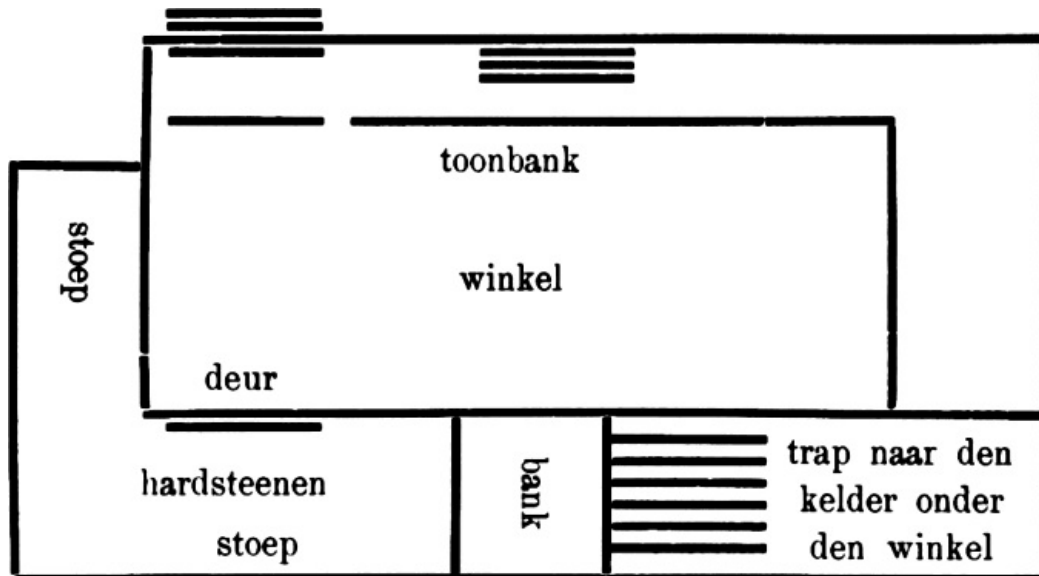 toonbank
stoep
winkel
deur
hardsteenen
stoep
bank
trap naar den
kelder onder
den winkel